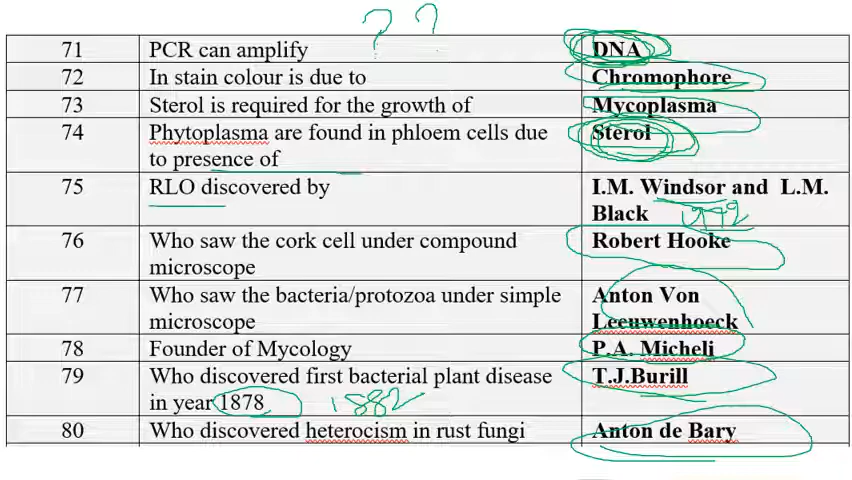 ? ?
71 PCR can amplify DNA
72 In stain colour is due to Chromophore
73 Sterol is required for the growth of Mycoplasma
74 Phytoplasma are found in phloem cells due Sterol
to presence of
75 RLO discovered by I.M. Windsor and L.M.
Black
76 Who saw the cork cell under compound Robert Hooke
microscope
77 Who saw the bacteria/protozoa under simple Anton Von
microscope Leeuwenhoeck
78 Founder of Mycology P.A. Micheli
79 Who discovered first bacterial plant disease T.J.Burill
in year 1878 1882
80 Who discovered heterocism in rust fungi Anton de Bary